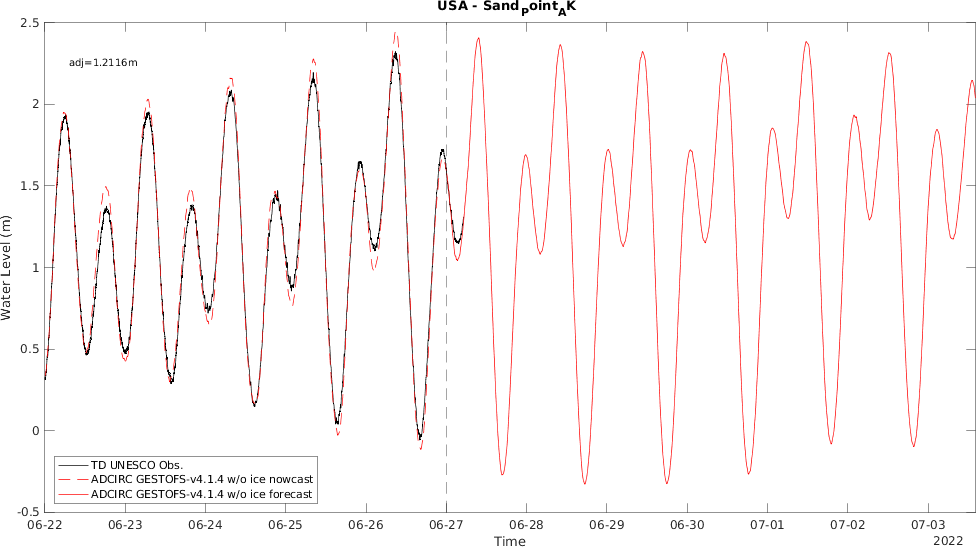 USA - Sand_Point_AK
adj=1.2116m
2.5
2
1.5
1
0.5
0
-0.5
Water Level (m)
TD UNESCO Obs.
ADCIRC GESTOFS-v4.1.4 w/o ice nowcast
ADCIRC GESTOFS-v4.1.4 w/o ice forecast
06-22 06-23 06-24 06-25 06-26 06-27 06-28 06-29 06-30 07-01 07-02 07-03
Time
2022